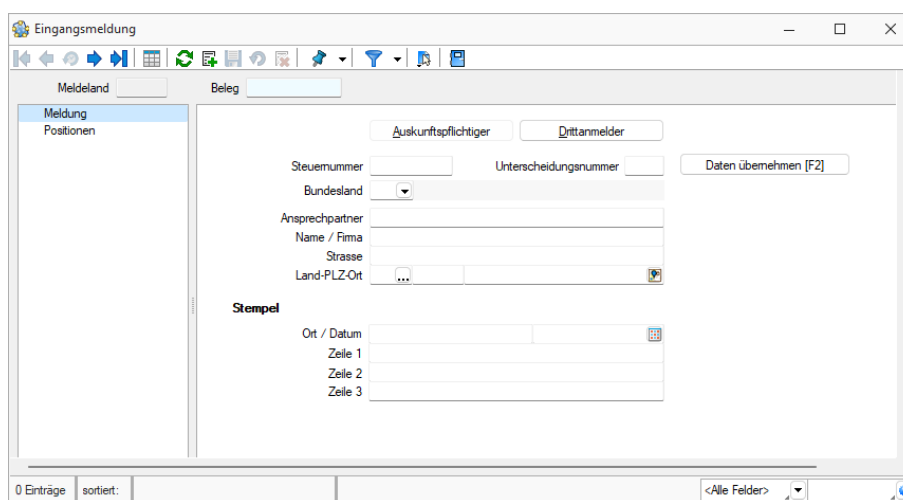 Eingangsmeldung
Meldeland Beleg
Meldung
Positionen
Auskunftspflichtiger Drittanmelder
Steuernummer Unterscheidungsnummer Daten übernehmen [F2]
Bundesland
Ansprechpartner
Name / Firma
Strasse
Land-PLZ-Ort ...
Stempel
Ort / Datum
Zeile 1
Zeile 2
Zeile 3
0 Einträge sortiert: <Alle Felder>